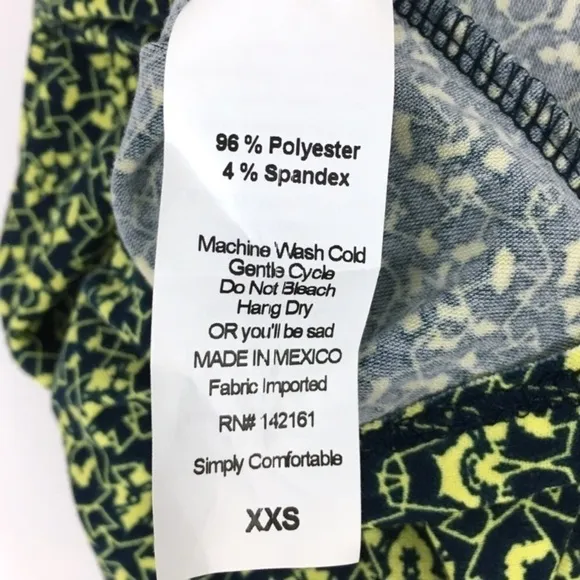 96 % Polyester
4 % Spandex
Machine Wash Cold
Gentle Cycle
Do Not Bleach
Hang Dry
OR you'll be sad
MADE IN MEXICO
Fabric Imported
RN# 142161
Simply Comfortable
XXS